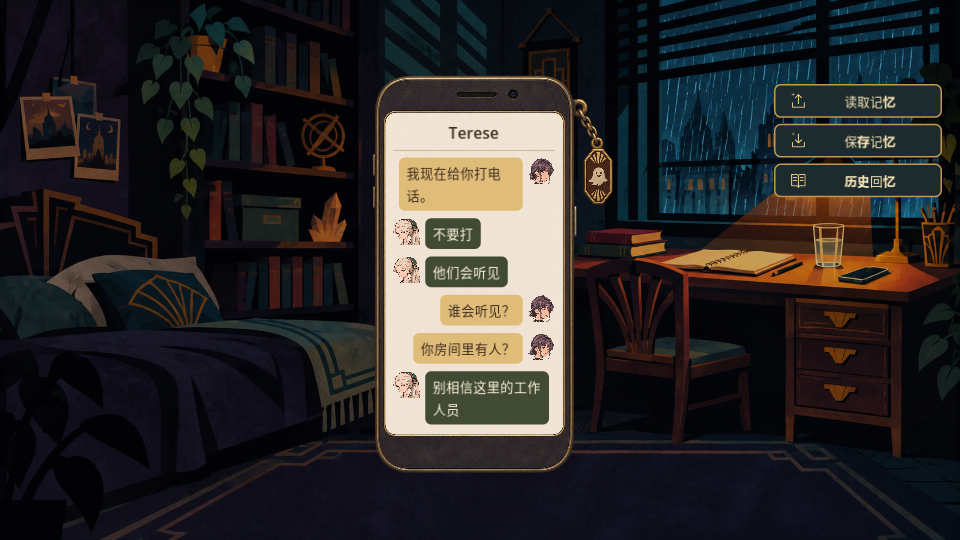 Terese
我现在给你打电
话。
不要打
他们会听见
谁会听见？
你房间里有人？
别相信这里的工作
人员
读取记忆
保存记忆
历史回忆